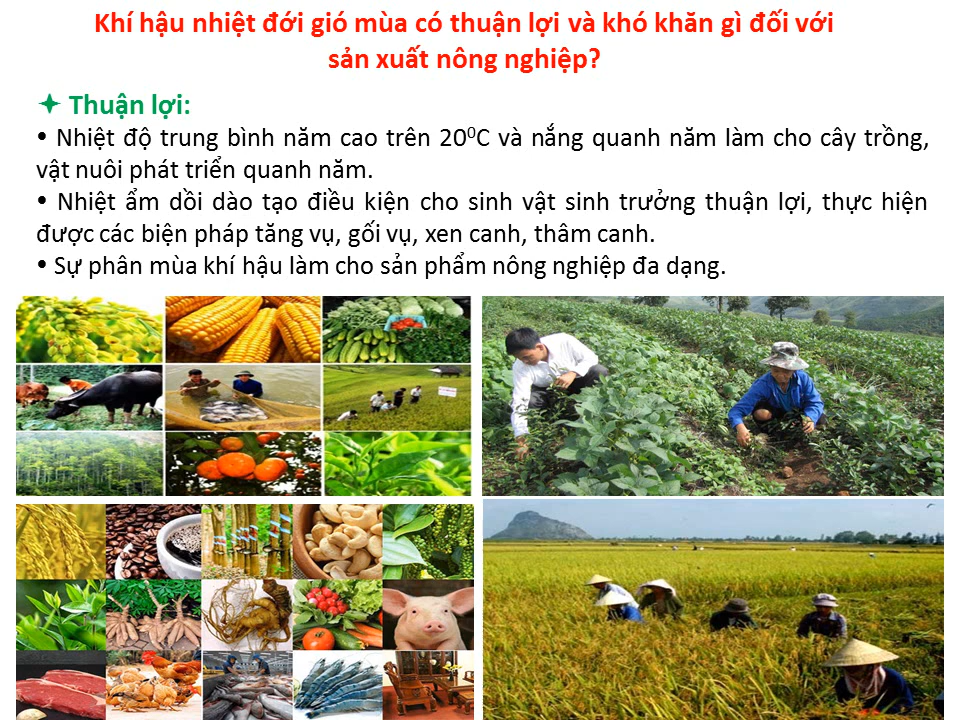 Khí hậu nhiệt đới gió mùa có thuận lợi và khó khăn gì đối với
sản xuất nông nghiệp?
✦ Thuận lợi:
• Nhiệt độ trung bình năm cao trên 20⁰C và nắng quanh năm làm cho cây trồng,
vật nuôi phát triển quanh năm.
• Nhiệt ẩm dồi dào tạo điều kiện cho sinh vật sinh trưởng thuận lợi, thực hiện
được các biện pháp tăng vụ, gối vụ, xen canh, thâm canh.
• Sự phân mùa khí hậu làm cho sản phẩm nông nghiệp đa dạng.